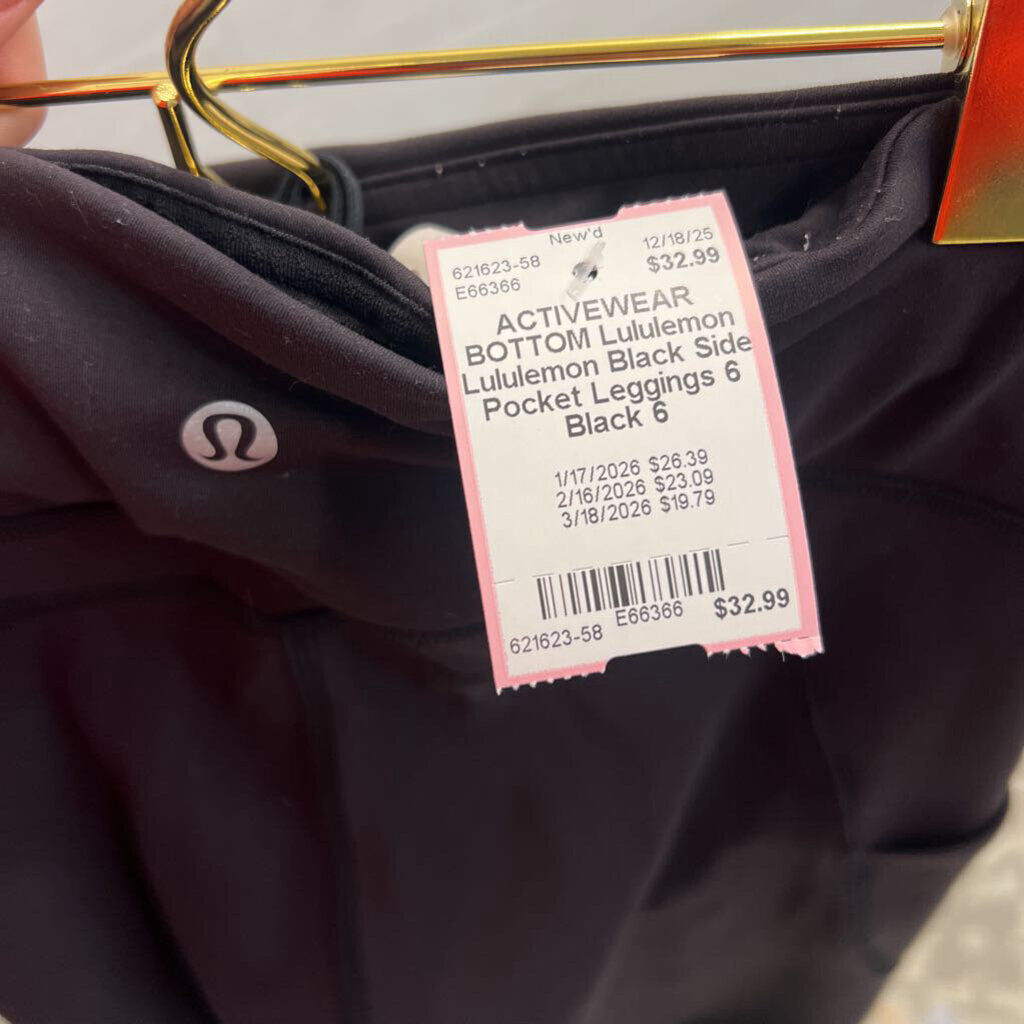 New'd
621623-58 12/18/25
E66366 $32.99
ACTIVEWEAR
BOTTOM Lululemon
Lululemon Black Side
Pocket Leggings 6
Black 6
1/17/2026 $26.39
2/16/2026 $23.09
3/18/2026 $19.79
621623-58 E66366 $32.99